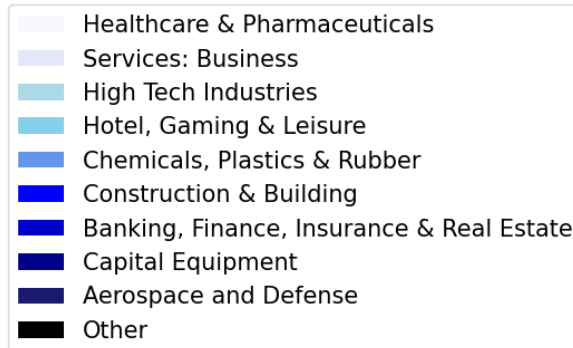 Healthcare & Pharmaceuticals
Services: Business
High Tech Industries
Hotel, Gaming & Leisure
Chemicals, Plastics & Rubber
Construction & Building
Banking, Finance, Insurance & Real Estate
Capital Equipment
Aerospace and Defense
Other